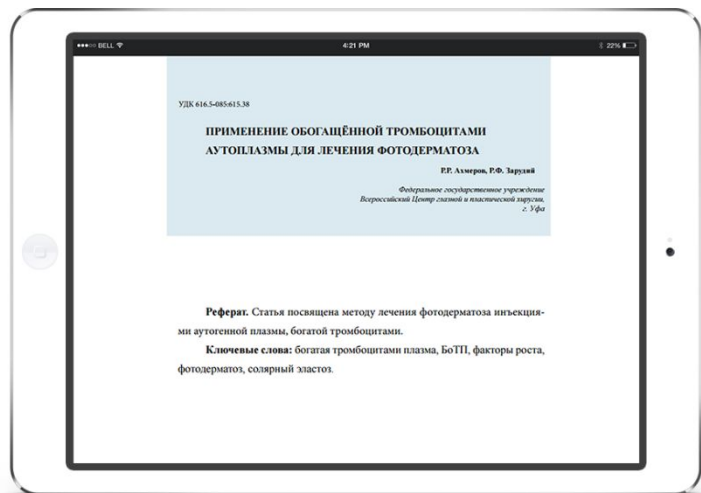 BELL 4:21 PM 22%
УДК 616.5-085:615.38
ПРИМЕНЕНИЕ ОБОГАЩЁННОЙ ТРОМБОЦИТАМИ
АУТОПЛАЗМЫ ДЛЯ ЛЕЧЕНИЯ ФОТОДЕРМАТОЗА
Р.Р. Ахмеров, Р.Ф. Зарудий
Федеральное государственное учреждение
Всероссийский Центр глазной и пластической хирургии,
г. Уфа
Реферат. Статья посвящена методу лечения фотодерматоза инъекция-
ми аутогенной плазмы, богатой тромбоцитами.
Ключевые слова: богатая тромбоцитами плазма, БоТП, факторы роста,
фотодерматоз, солярный эластоз.